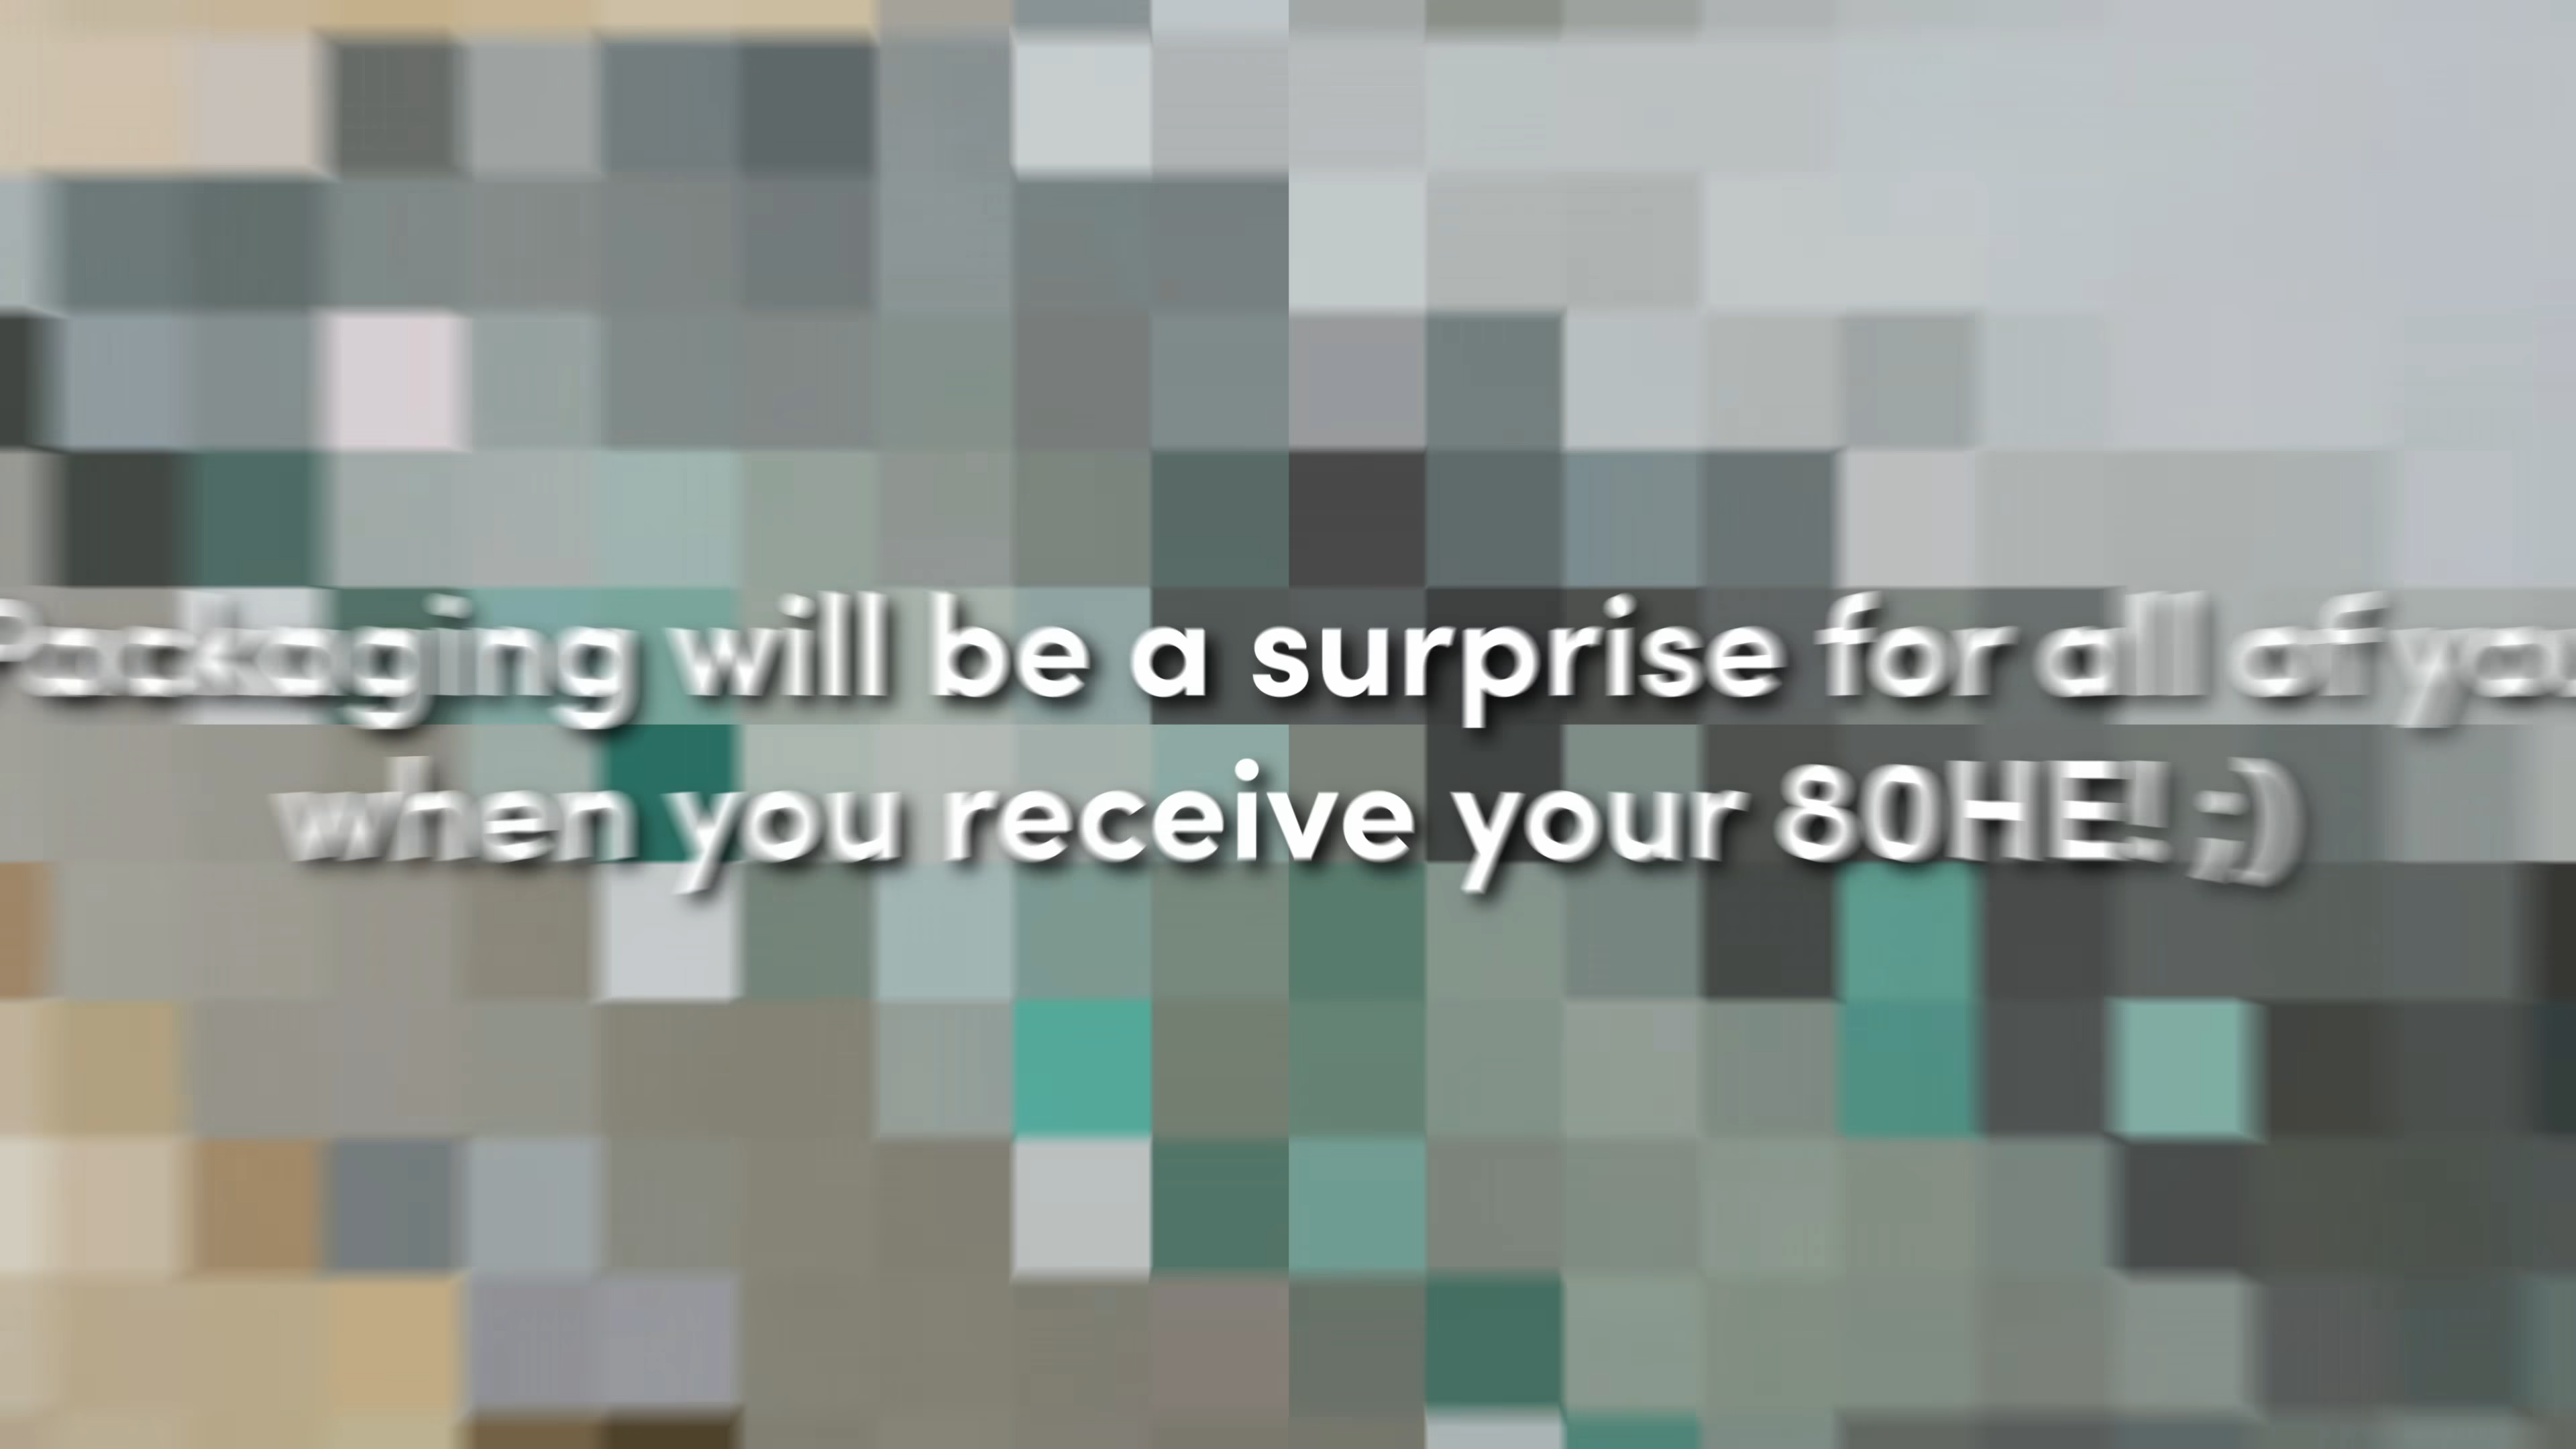 Packaging will be a surprise for all of you
when you receive your 80HE! ;)